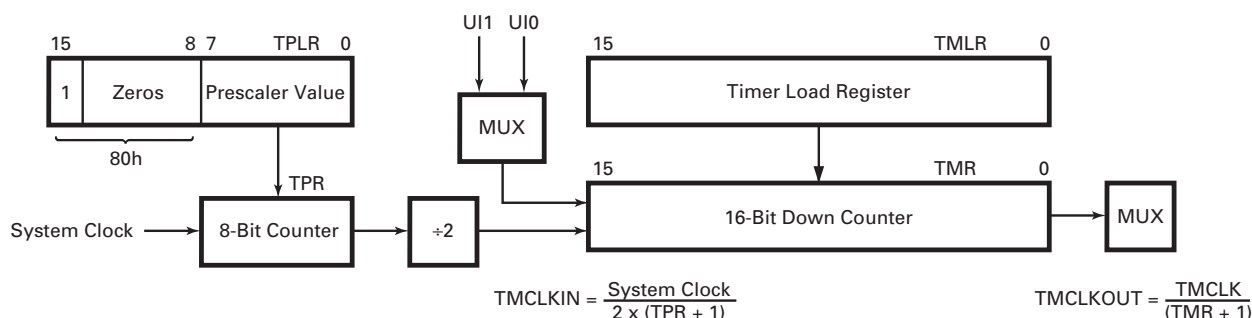 UI1 UI0
15 8 7 TPLR 0
15 TMLR 0
1 Zeros Prescaler Value
Timer Load Register
MUX
80h
15 TMR 0
TPR
System Clock
8-Bit Counter
÷2
16-Bit Down Counter
MUX
TMCLKIN = System Clock
2 x (TPR + 1)
TMCLKOUT = TMCLK
(TMR + 1)